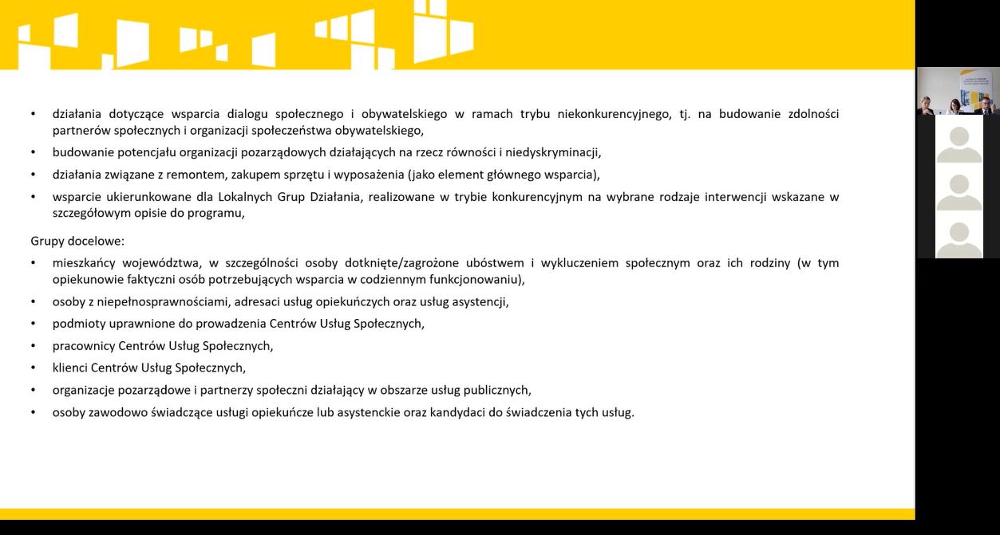 • działania dotyczące wsparcia dialogu społecznego i obywatelskiego w ramach trybu niekonkurencyjnego, tj. na budowanie zdolności
partnerów społecznych i organizacji społeczeństwa obywatelskiego,
• budowanie potencjału organizacji pozarządowych działających na rzecz równości i niedyskryminacji,
• działania związane z remontem, zakupem sprzętu i wyposażenia (jako element głównego wsparcia),
• wsparcie ukierunkowane dla Lokalnych Grup Działania, realizowane w trybie konkurencyjnym na wybrane rodzaje interwencji wskazane w
szczegółowym opisie do programu,
Grupy docelowe:
• mieszkańcy województwa, w szczególności osoby dotknięte/zagrożone ubóstwem i wykluczeniem społecznym oraz ich rodziny (w tym
opiekunowie faktyczni osób potrzebujących wsparcia w codziennym funkcjonowaniu),
• osoby z niepełnosprawnościami, adresaci usług opiekuńczych oraz usług asystencji,
• podmioty uprawnione do prowadzenia Centrów Usług Społecznych,
• pracownicy Centrów Usług Społecznych,
• klienci Centrów Usług Społecznych,
• organizacje pozarządowe i partnerzy społeczni działający w obszarze usług publicznych,
• osoby zawodowo świadczące usługi opiekuńcze lub asystenckie oraz kandydaci do świadczenia tych usług.